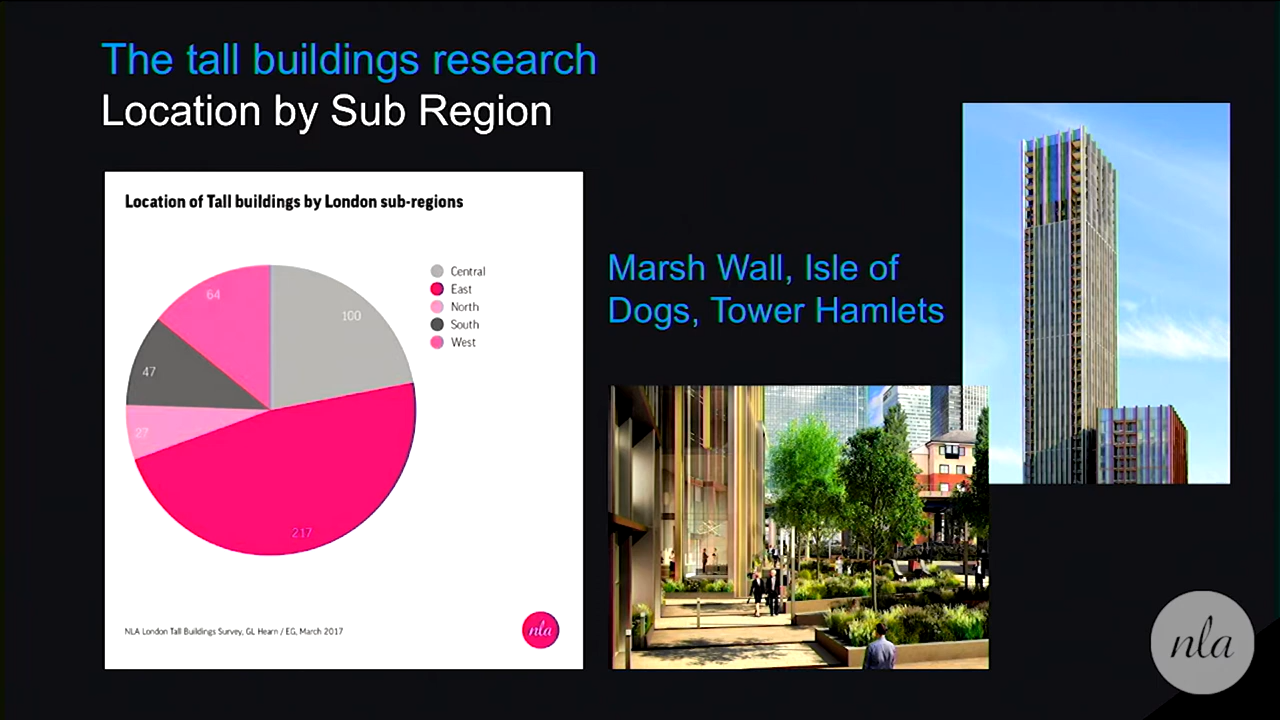 The tall buildings research
Location by Sub Region
Location of Tall buildings by London sub-regions
Central
East
North
South
West
64
100
47
27
217
NLA London Tall Buildings Survey, GL Hearn / EG, March 2017
nla
Marsh Wall, Isle of
Dogs, Tower Hamlets
nla